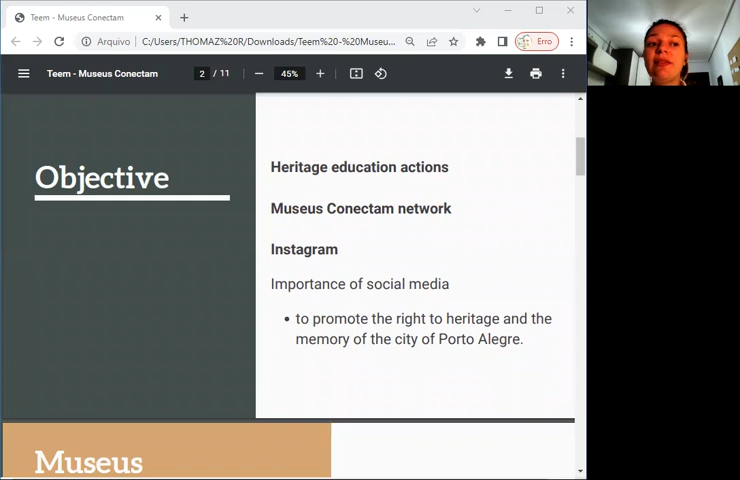 Teem - Museus Conectam
Arquivo
C:/Users/THOMAZ%20R/Downloads/Teem%20-%20Museu...
Erro
Teem - Museus Conectam
2 / 11
45%
Objective
Heritage education actions
Museus Conectam network
Instagram
Importance of social media
• to promote the right to heritage and the
memory of the city of Porto Alegre.
Museus